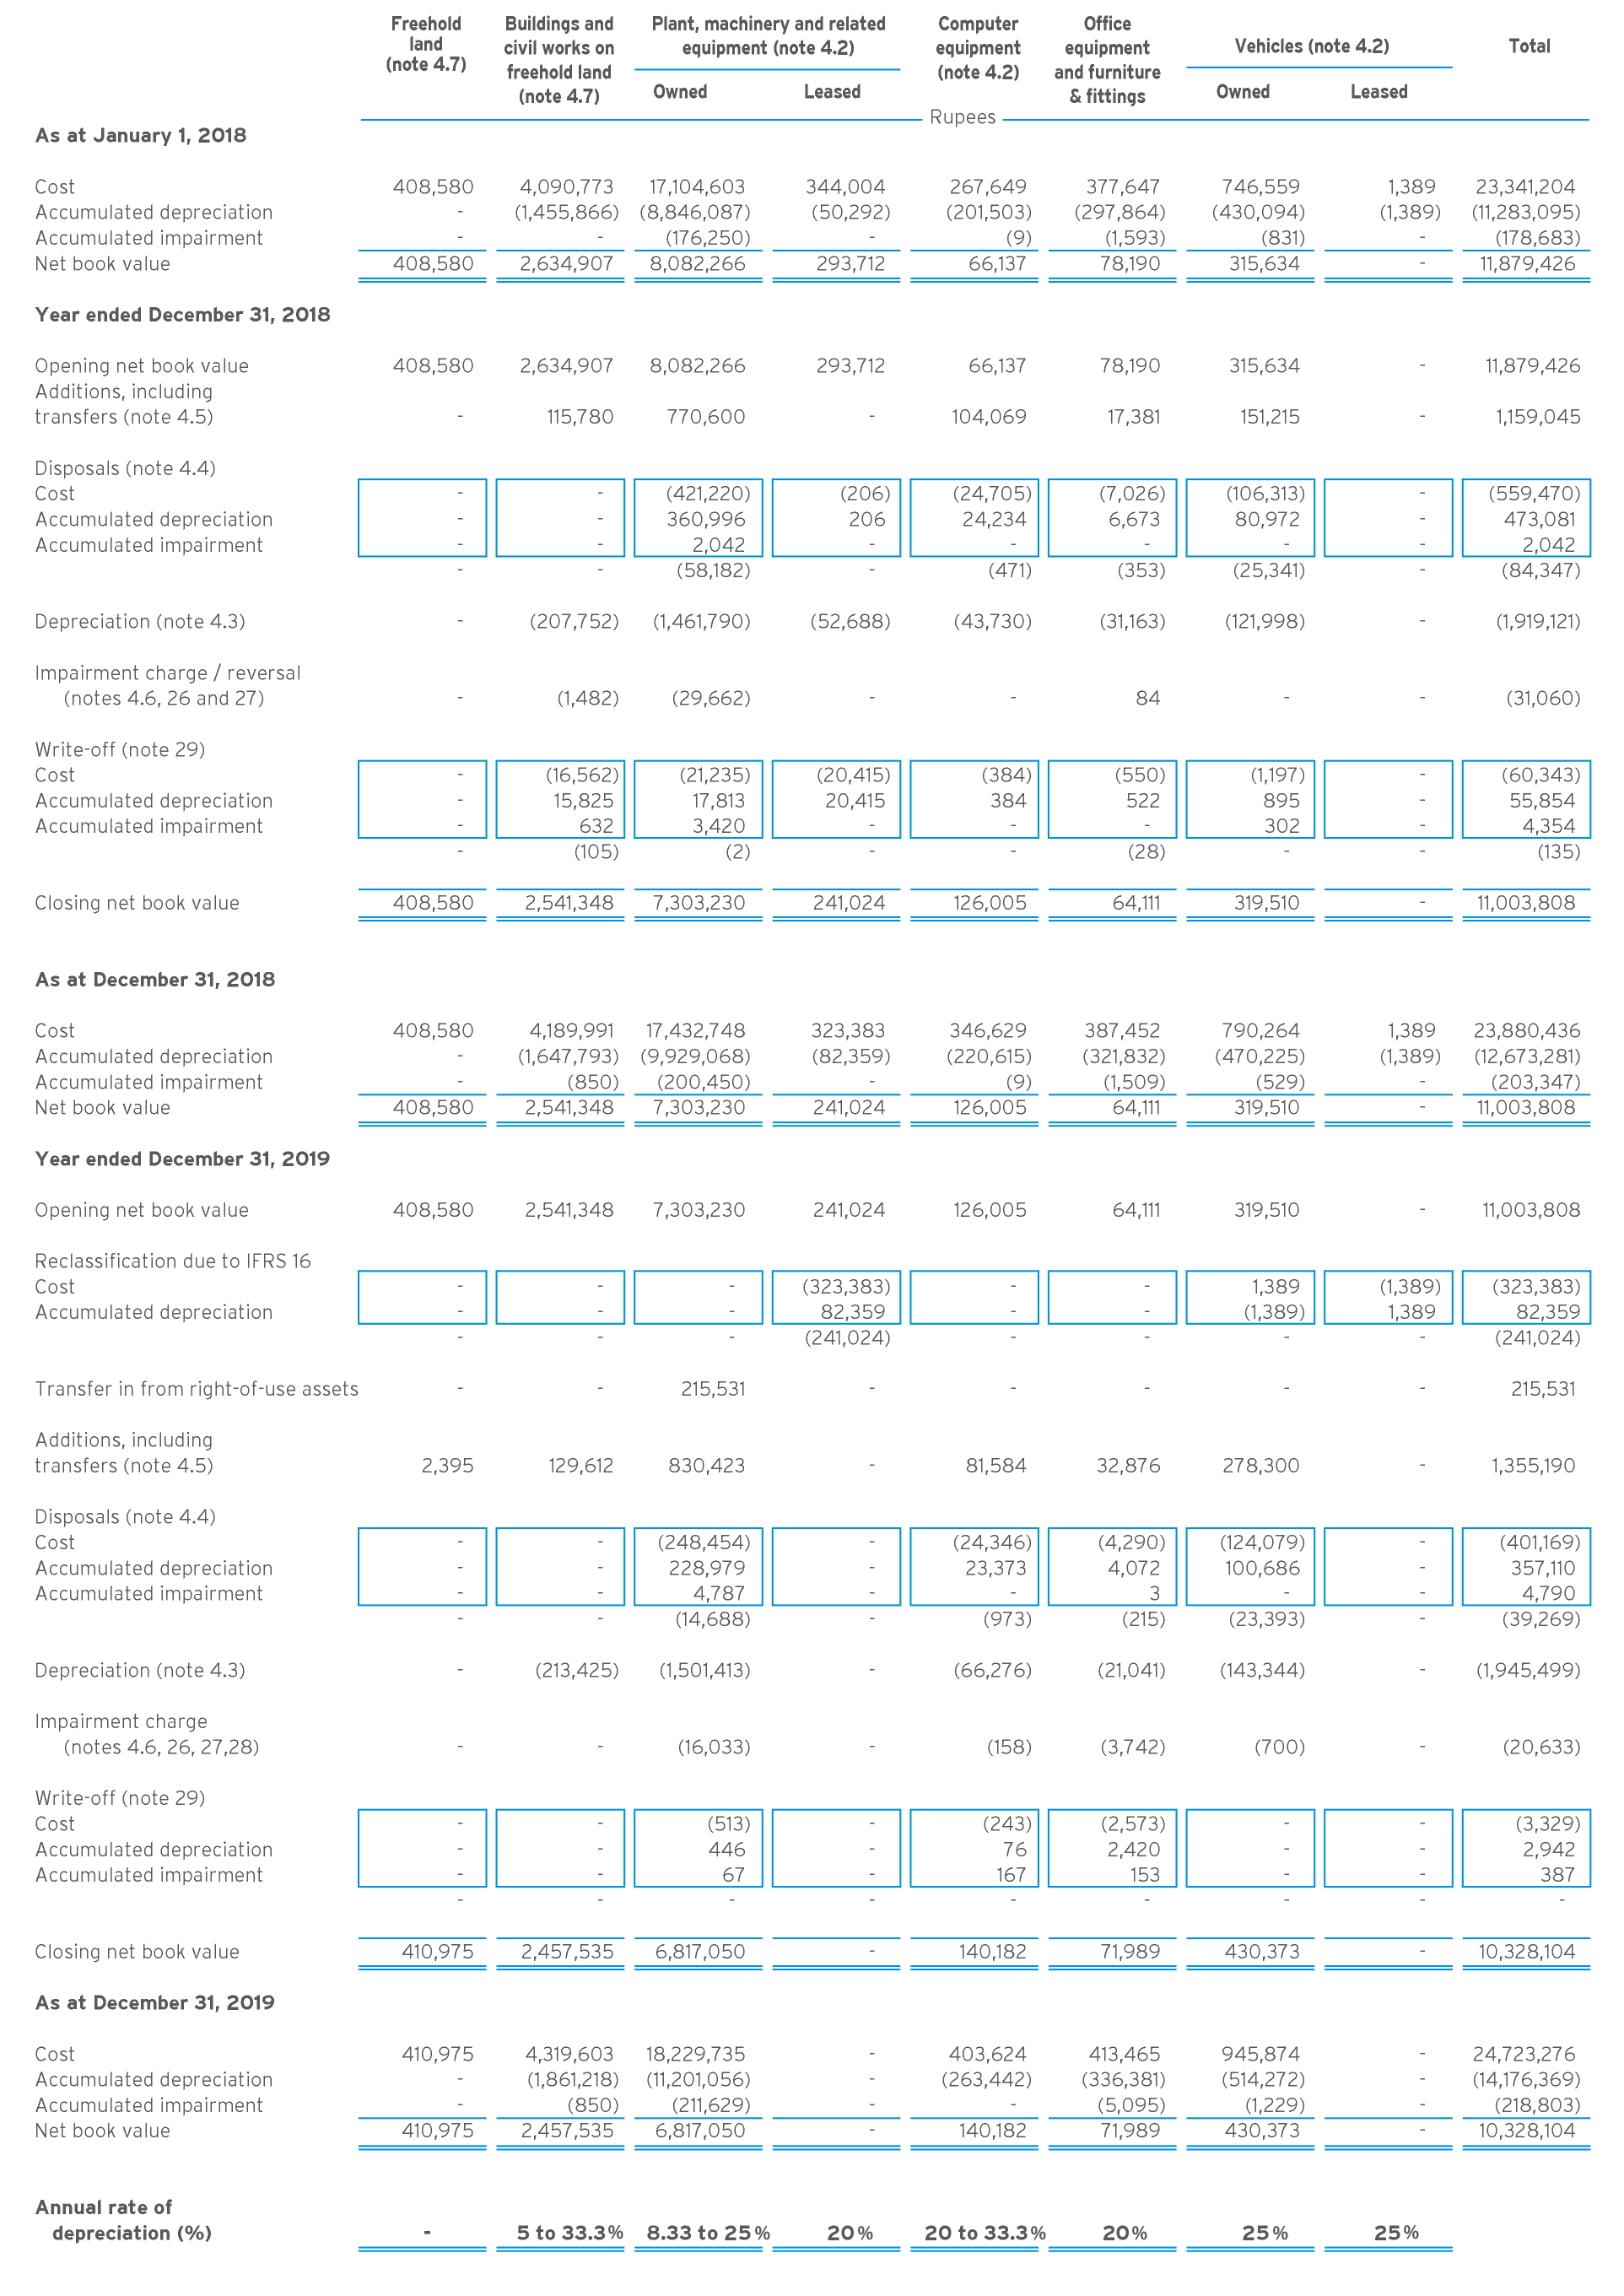 Freehold land (note 4.7) Buildings and civil works on freehold land (note 4.7) Plant, machinery and related equipment (note 4.2) Computer equipment (note 4.2) Office equipment and furniture & fittings Vehicles (note 4.2) Total
Owned Leased Owned Leased
Rupees
As at January 1, 2018
Cost 408,580 4,090,773 17,104,603 344,004 267,649 377,647 746,559 1,389 23,341,204
Accumulated depreciation - (1,455,866) (8,846,087) (50,292) (201,503) (297,864) (430,094) (1,389) (11,283,095)
Accumulated impairment - - (176,250) - (9) (1,593) (831) - (178,683)
Net book value 408,580 2,634,907 8,082,266 293,712 66,137 78,190 315,634 - 11,879,426
Year ended December 31, 2018
Opening net book value 408,580 2,634,907 8,082,266 293,712 66,137 78,190 315,634 - 11,879,426
Additions, including
transfers (note 4.5) - 115,780 770,600 - 104,069 17,381 151,215 - 1,159,045
Disposals (note 4.4)
Cost - - (421,220) (206) (24,705) (7,026) (106,313) - (559,470)
Accumulated depreciation - - 360,996 206 24,234 6,673 80,972 - 473,081
Accumulated impairment - - 2,042 - - - - - 2,042
- - (58,182) - (471) (353) (25,341) - (84,347)
Depreciation (note 4.3) - (207,752) (1,461,790) (52,688) (43,730) (31,163) (121,998) - (1,919,121)
Impairment charge / reversal
(notes 4.6, 26 and 27) - (1,482) (29,662) - - 84 - - (31,060)
Write-off (note 29)
Cost - (16,562) (21,235) (20,415) (384) (550) (1,197) - (60,343)
Accumulated depreciation - 15,825 17,813 20,415 384 522 895 - 55,854
Accumulated impairment - 632 3,420 - - - 302 - 4,354
- (105) (2) - - (28) - - (135)
Closing net book value 408,580 2,541,348 7,303,230 241,024 126,005 64,111 319,510 - 11,003,808
As at December 31, 2018
Cost 408,580 4,189,991 17,432,748 323,383 346,629 387,452 790,264 1,389 23,880,436
Accumulated depreciation - (1,647,793) (9,929,068) (82,359) (220,615) (321,832) (470,225) (1,389) (12,673,281)
Accumulated impairment - (850) (200,450) - (9) (1,509) (529) - (203,347)
Net book value 408,580 2,541,348 7,303,230 241,024 126,005 64,111 319,510 - 11,003,808
Year ended December 31, 2019
Opening net book value 408,580 2,541,348 7,303,230 241,024 126,005 64,111 319,510 - 11,003,808
Reclassification due to IFRS 16
Cost - - - (323,383) - - 1,389 (1,389) (323,383)
Accumulated depreciation - - - 82,359 - - (1,389) 1,389 82,359
- - - (241,024) - - - - (241,024)
Transfer in from right-of-use assets - - 215,531 - - - - - 215,531
Additions, including
transfers (note 4.5) 2,395 129,612 830,423 - 81,584 32,876 278,300 - 1,355,190
Disposals (note 4.4)
Cost - - (248,454) - (24,346) (4,290) (124,079) - (401,169)
Accumulated depreciation - - 228,979 - 23,373 4,072 100,686 - 357,110
Accumulated impairment - - 4,787 - - 3 - - 4,790
- - (14,688) - (973) (215) (23,393) - (39,269)
Depreciation (note 4.3) - (213,425) (1,501,413) - (66,276) (21,041) (143,344) - (1,945,499)
Impairment charge
(notes 4.6, 26, 27,28) - - (16,033) - (158) (3,742) (700) - (20,633)
Write-off (note 29)
Cost - - (513) - (243) (2,573) - - (3,329)
Accumulated depreciation - - 446 - 76 2,420 - - 2,942
Accumulated impairment - - 67 - 167 153 - - 387
- - - - - - - - -
Closing net book value 410,975 2,457,535 6,817,050 - 140,182 71,989 430,373 - 10,328,104
As at December 31, 2019
Cost 410,975 4,319,603 18,229,735 - 403,624 413,465 945,874 - 24,723,276
Accumulated depreciation - (1,861,218) (11,201,056) - (263,442) (336,381) (514,272) - (14,176,369)
Accumulated impairment - (850) (211,629) - - (5,095) (1,229) - (218,803)
Net book value 410,975 2,457,535 6,817,050 - 140,182 71,989 430,373 - 10,328,104
Annual rate of
depreciation (%) - 5 to 33.3% 8.33 to 25% 20% 20 to 33.3% 20% 25% 25%